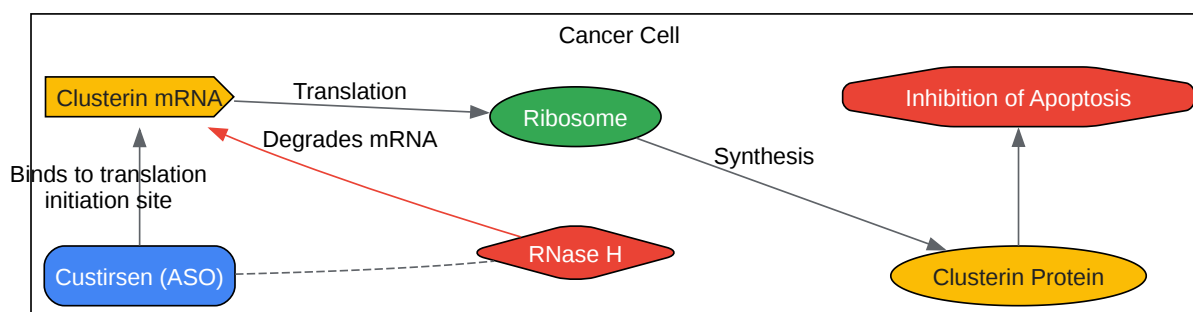 Cancer Cell
Clusterin mRNA
Translation
Ribosome
Inhibition of Apoptosis
Degrades mRNA
Synthesis
Binds to translation
initiation site
Custirsen (ASO)
RNase H
Clusterin Protein